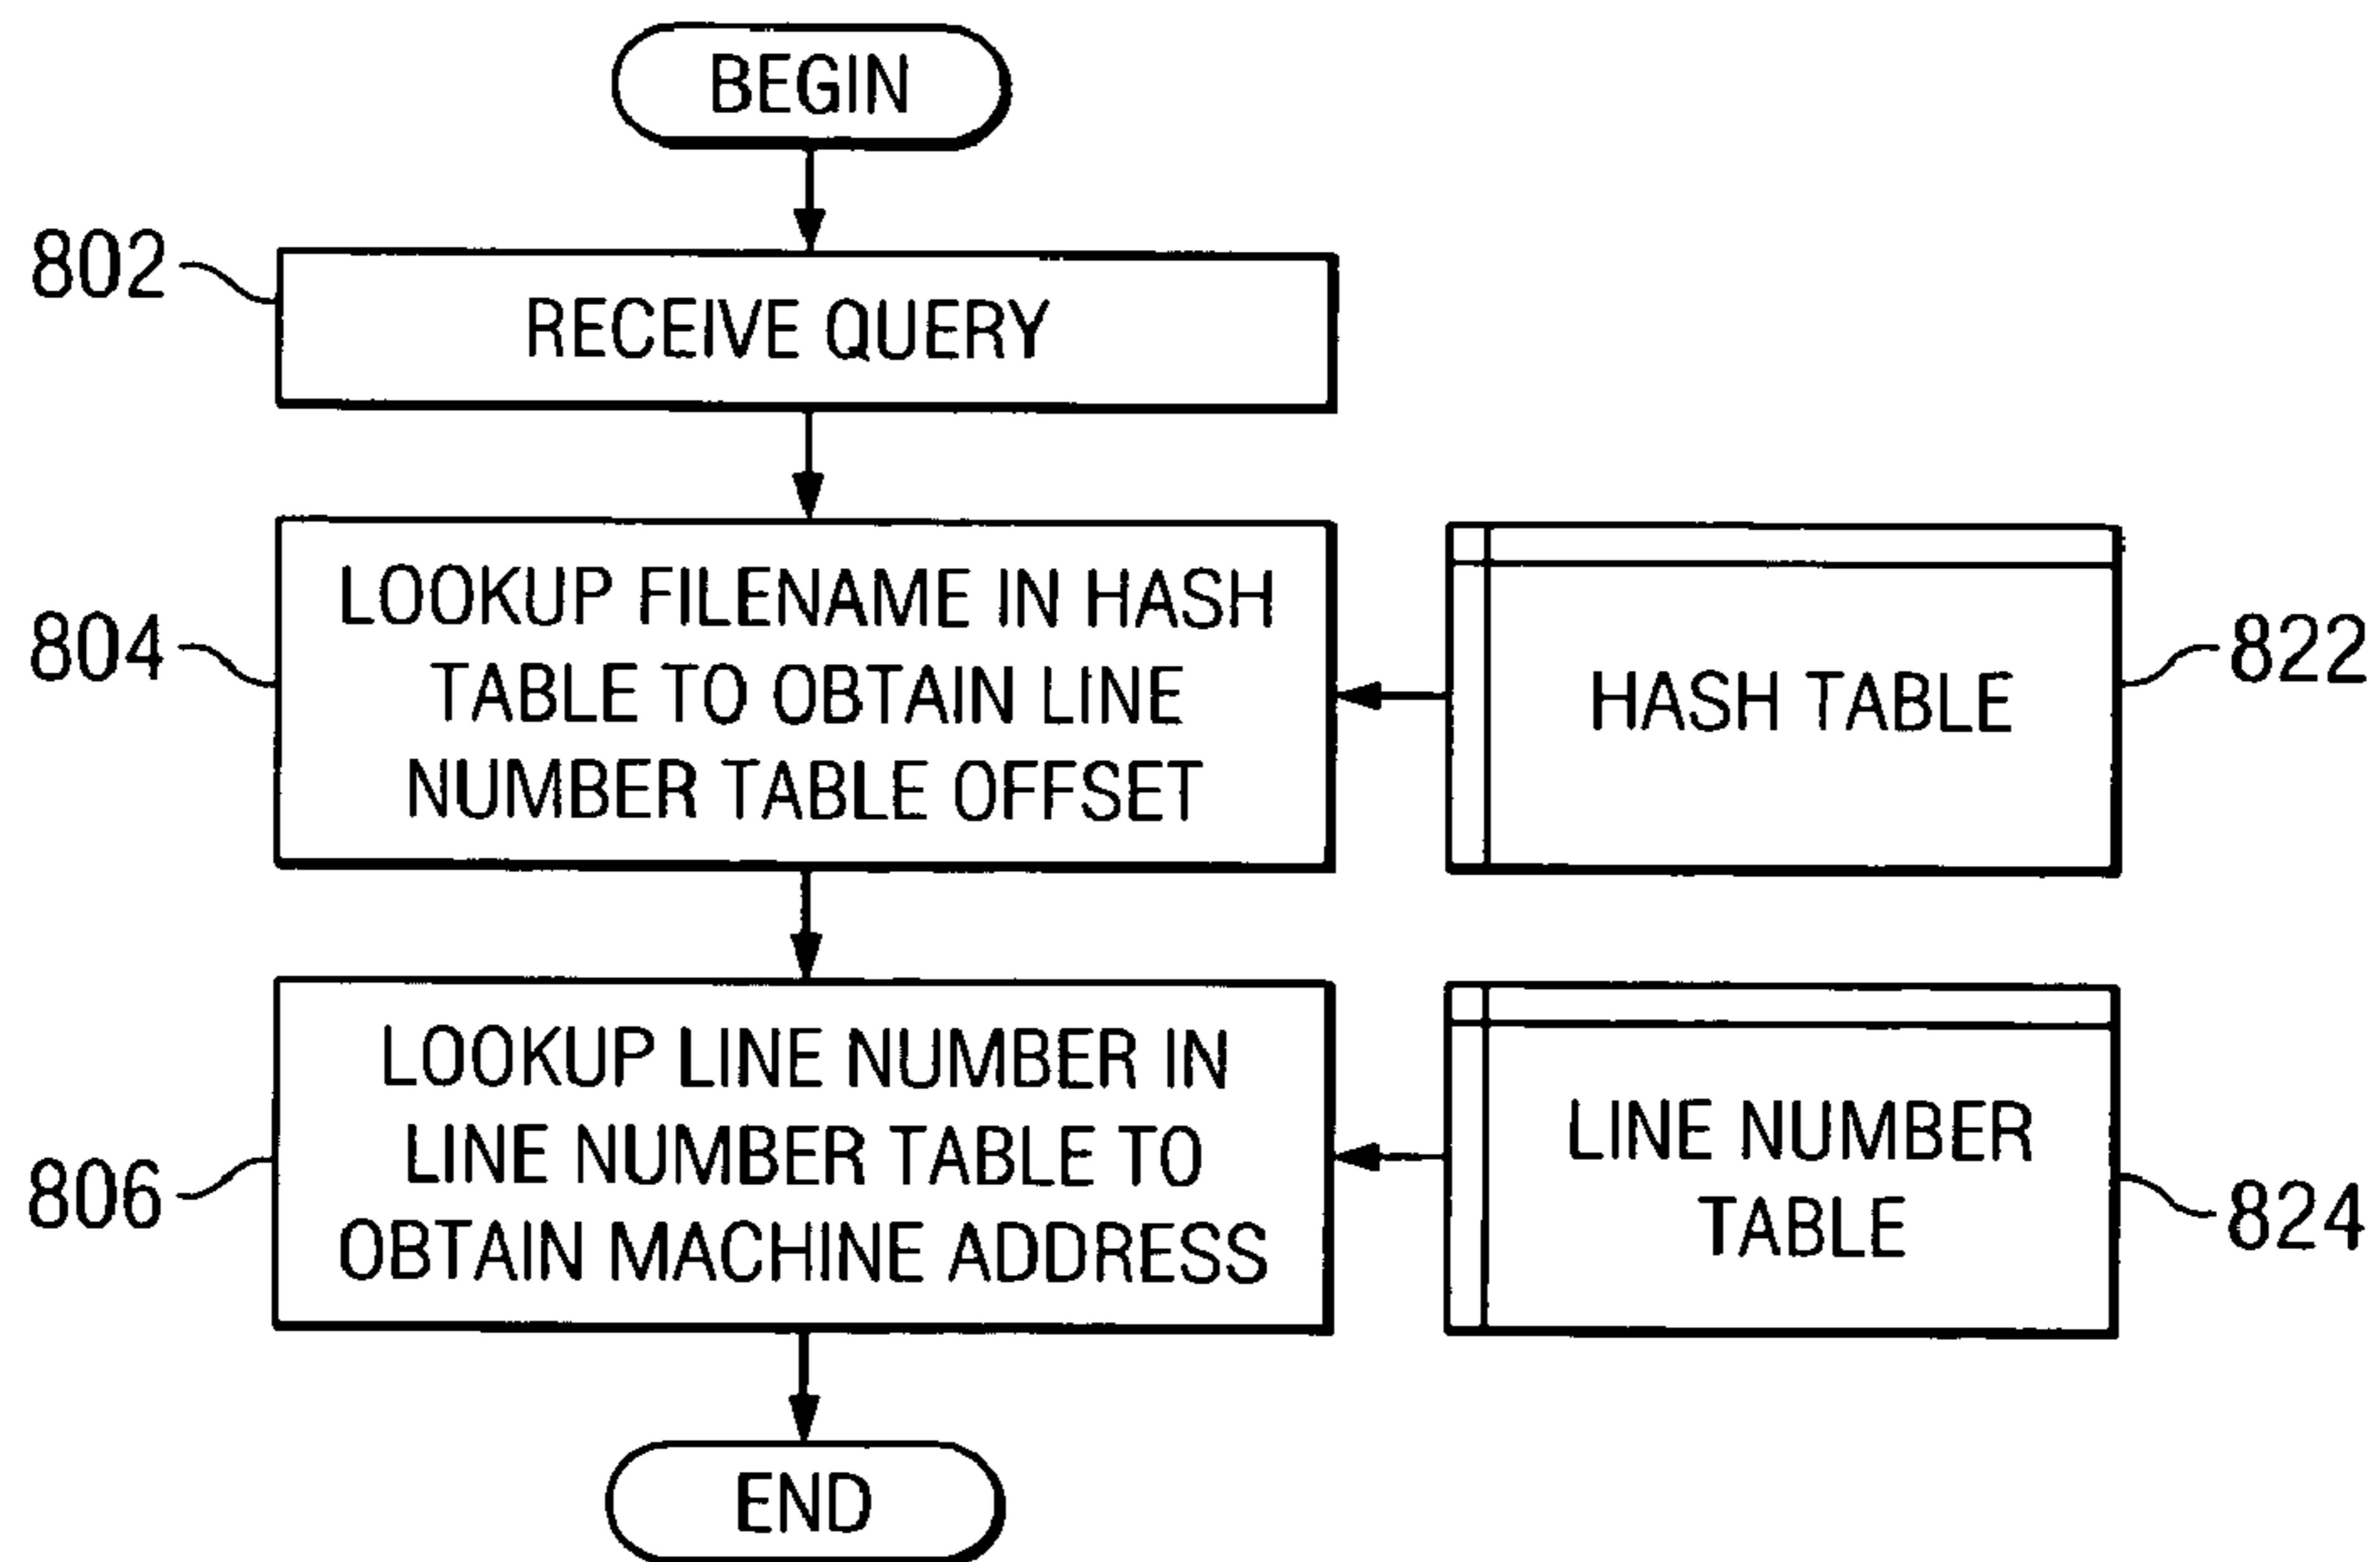 BEGIN
802
RECEIVE QUERY
804
LOOKUP FILENAME IN HASH
TABLE TO OBTAIN LINE
NUMBER TABLE OFFSET
HASH TABLE
822
806
LOOKUP LINE NUMBER IN
LINE NUMBER TABLE TO
OBTAIN MACHINE ADDRESS
LINE NUMBER
TABLE
824
END